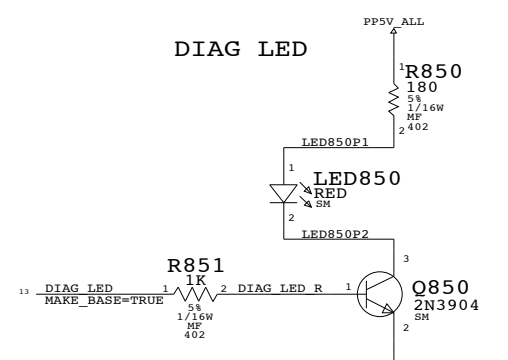 PP5V_ALL
DIAG LED
1
R850
180
5%
1/16W
MF
402
2
LED850P1
1
LED850
RED
SM
2
LED850P2
3
R851
1K
13 DIAG_LED 1 2 DIAG_LED_R 1
MAKE_BASE=TRUE
5%
1/16W
MF
402
Q850
2N3904
SM
2